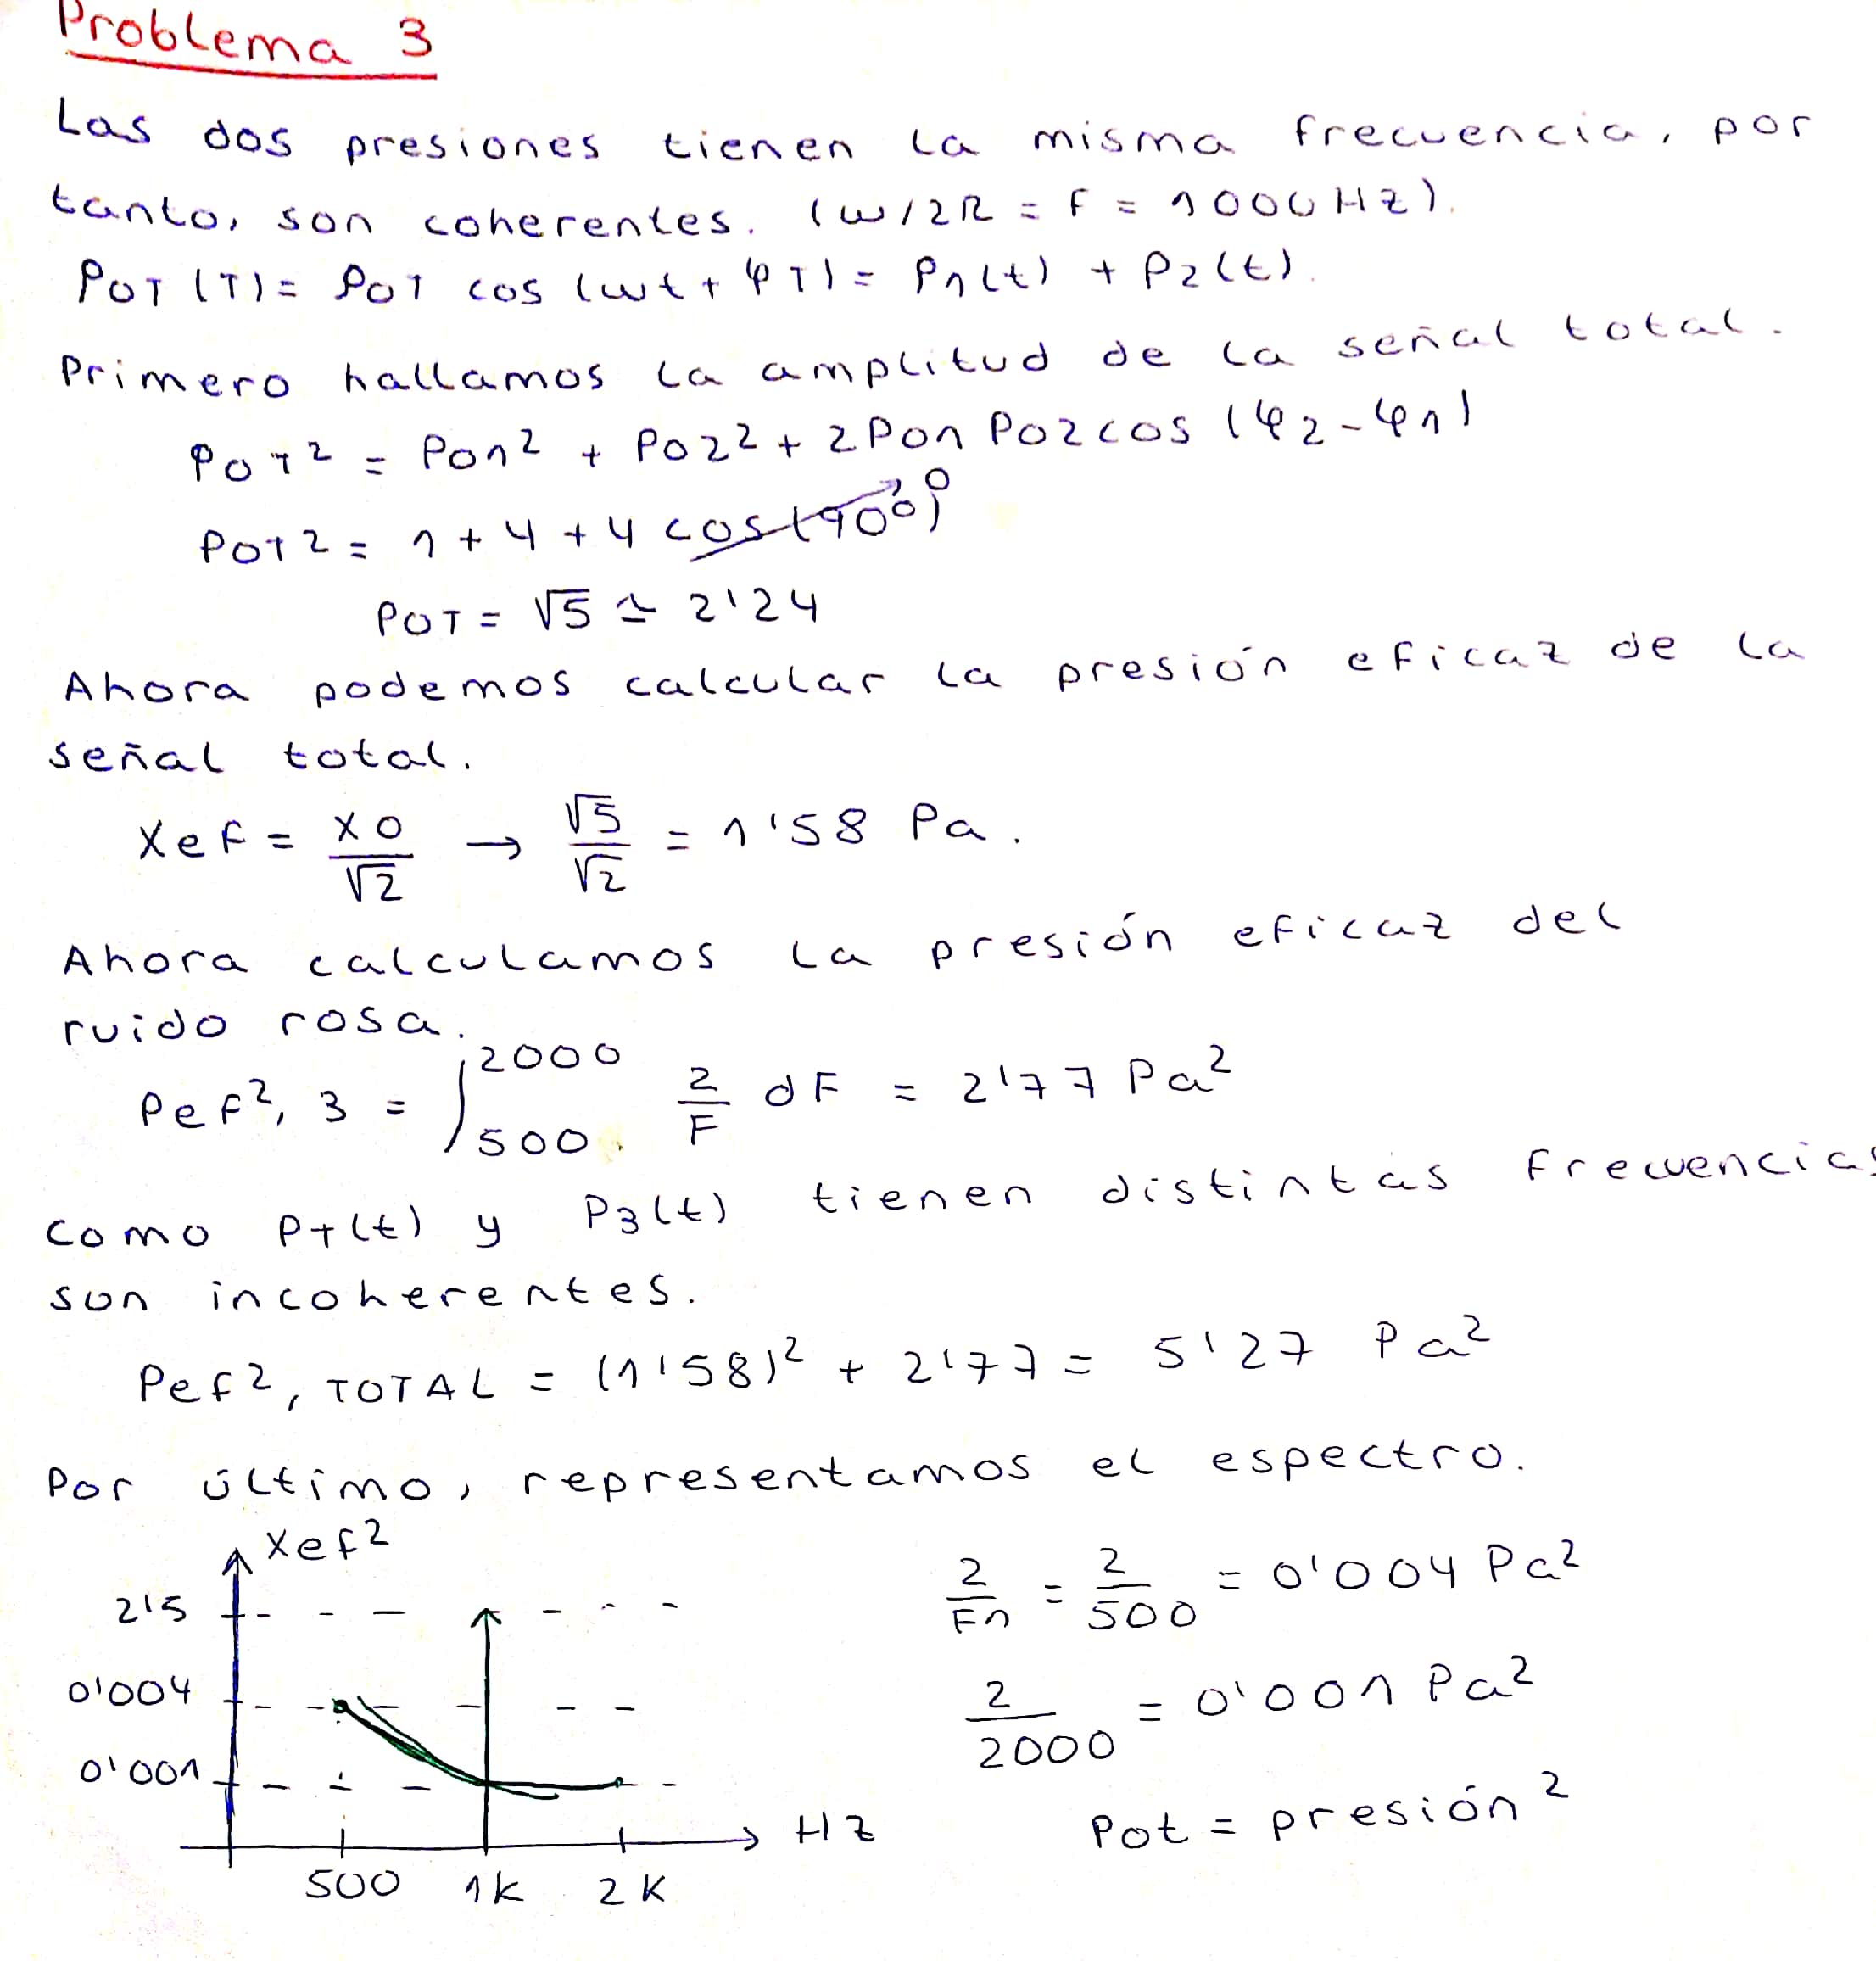 Problema 3
Las dos presiones tienen la misma frecuencia, por
tanto, son coherentes. (w/2π = f = 1000 Hz).
PoT (T) = PoT cos (wt + φT) = P1(t) + P2(t).
Primero hallamos la amplitud de la señal total.
PoT² = Po1² + Po2² + 2Po1 Po2 cos (φ2-φ1)
PoT² = 1 + 4 + 4 cos(90°) 0
PoT = √5 ≃ 2'24
Ahora podemos calcular la presión eficaz de la
señal total.
Xef = X0/√2 → √5/√2 = 1'58 Pa.
Ahora calculamos la presión eficaz del
ruido rosa.
Pef², 3 = ∫500^2000 2/F dF = 2'77 Pa²
como PT(t) y P3(t) tienen distintas frecuencias
son incoherentes.
Pef², TOTAL = (1'58)² + 2'77 = 5'27 Pa²
Por último, representamos el espectro.
Xef²
2'5
0'004
0'001
500 1K 2K
Hz
2/F1 = 2/500 = 0'004 Pa²
2/2000 = 0'001 Pa²
Pot = presión²